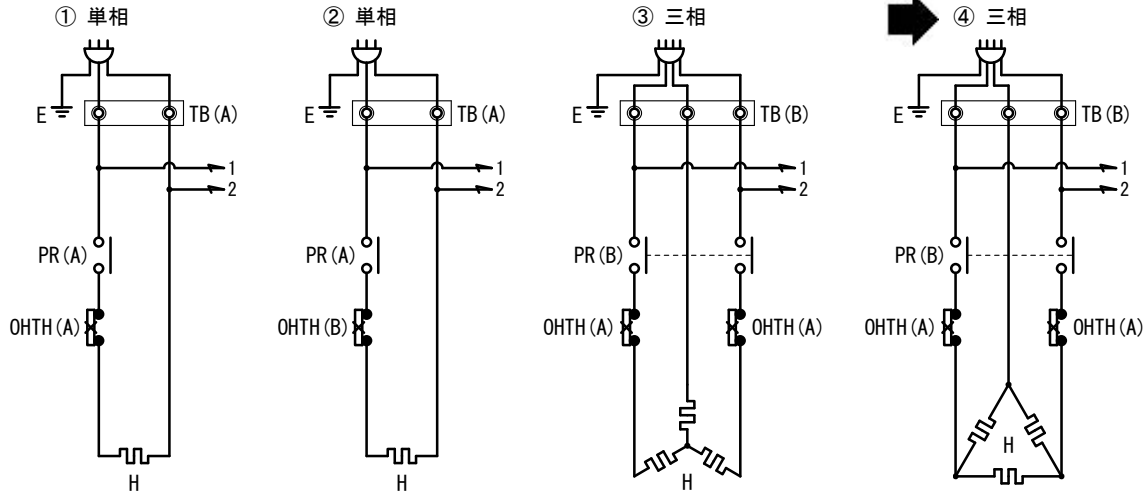 ① 単相
E
TB(A)
1
2
PR(A)
OHTH(A)
H
② 単相
E
TB(A)
1
2
PR(A)
OHTH(B)
H
③ 三相
E
TB(B)
1
2
PR(B)
OHTH(A) OHTH(A)
H
④ 三相
E
TB(B)
1
2
PR(B)
OHTH(A) OHTH(A)
H